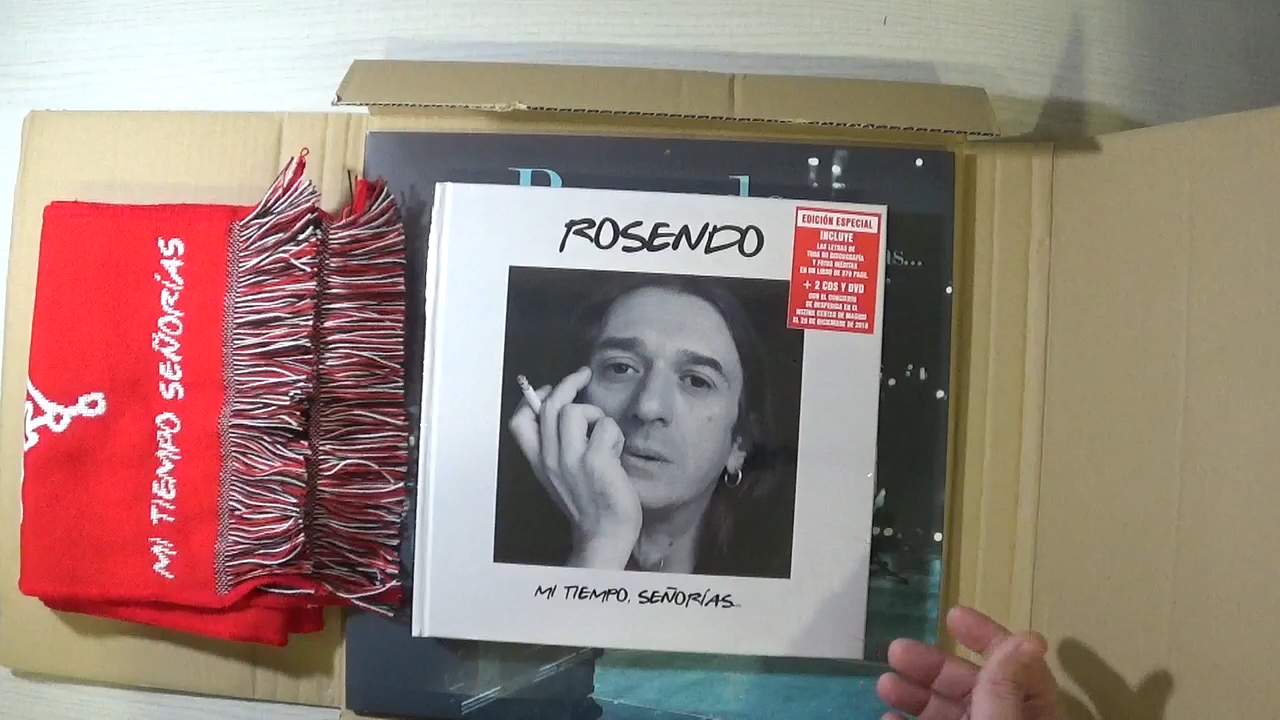 MI TIEMPO SEÑORÍAS
ROSENDO
EDICIÓN ESPECIAL
INCLUYE
LAS LETRAS DE
TODA SU DISCOGRAFÍA
Y FOTOS INÉDITAS
EN UN LIBRO DE 370 PAGS.
+ 2 CDS Y DVD
CON EL CONCIERTO
DE DESPEDIDA EN EL
WIZINK CENTER DE MADRID
EL 20 DE DICIEMBRE DE 2018
MI TIEMPO, SEÑORÍAS...